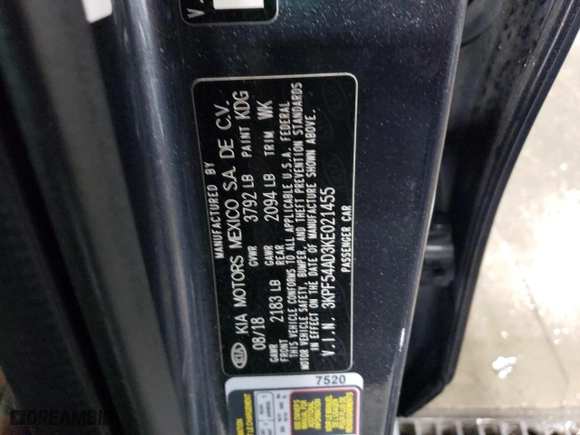 MANUFACTURED BY
KIA KIA MOTORS MEXICO S.A. DE C.V.
08/18 GVWR 3792 LB PAINT KDG
GAWR FRONT 2183 LB GAWR REAR 2094 LB TRIM WK
THIS VEHICLE CONFORMS TO ALL APPLICABLE U.S.A. FEDERAL
MOTOR VEHICLE SAFETY, BUMPER, AND THEFT PREVENTION STANDARDS
IN EFFECT ON THE DATE OF MANUFACTURE SHOWN ABOVE.
V.I.N. 3KPF54AD3KE021455
PASSENGER CAR
7520